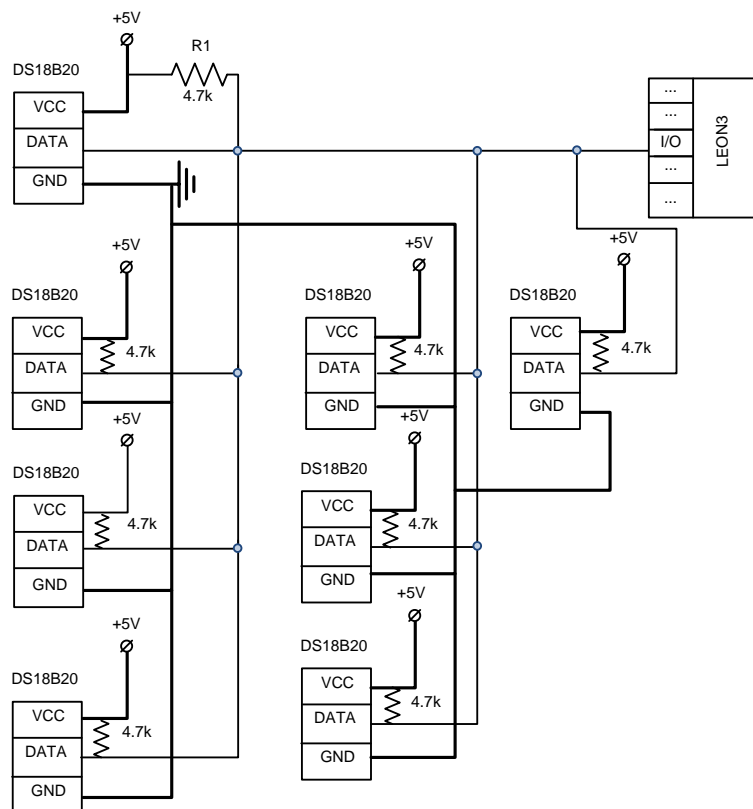 +5V
R1
4.7k
DS18B20
VCC
DATA
GND
...
...
I/O
...
...
LEON3
+5V
DS18B20
VCC
4.7k
DATA
GND
+5V
DS18B20
VCC
4.7k
DATA
GND
+5V
DS18B20
VCC
4.7k
DATA
GND
+5V
DS18B20
VCC
4.7k
DATA
GND
+5V
DS18B20
VCC
4.7k
DATA
GND
+5V
DS18B20
VCC
4.7k
DATA
GND
+5V
DS18B20
VCC
4.7k
DATA
GND